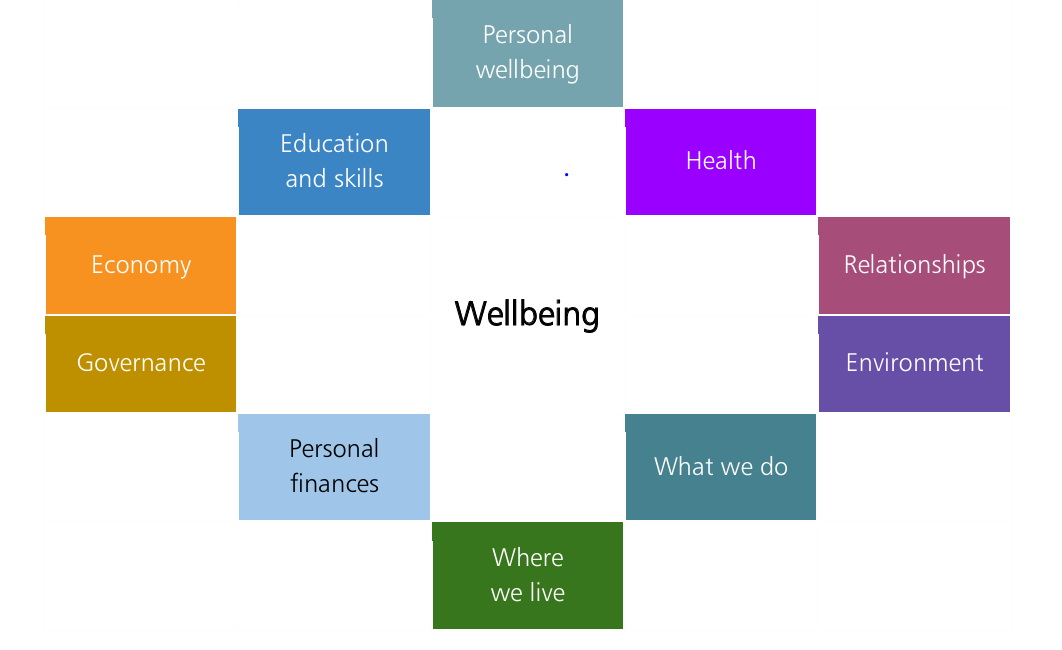 Personal
wellbeing
Education
and skills
Health
Economy
Relationships
Wellbeing
Governance
Environment
Personal
finances
What we do
Where
we live